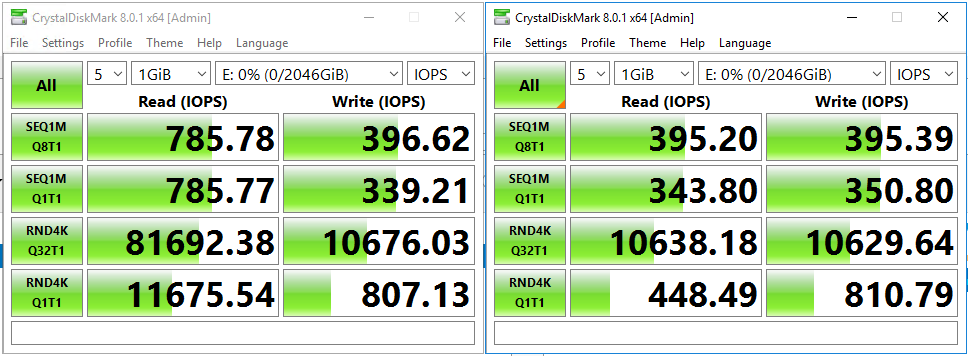 CrystalDiskMark 8.0.1 x64 [Admin]
File Settings Profile Theme Help Language
All 5 1GiB E: 0% (0/2046GiB) IOPS
Read (IOPS) Write (IOPS)
SEQ1M
Q8T1 785.78 396.62
SEQ1M
Q1T1 785.77 339.21
RND4K
Q32T1 81692.38 10676.03
RND4K
Q1T1 11675.54 807.13
CrystalDiskMark 8.0.1 x64 [Admin]
File Settings Profile Theme Help Language
All 5 1GiB E: 0% (0/2046GiB) IOPS
Read (IOPS) Write (IOPS)
SEQ1M
Q8T1 395.20 395.39
SEQ1M
Q1T1 343.80 350.80
RND4K
Q32T1 10638.18 10629.64
RND4K
Q1T1 448.49 810.79